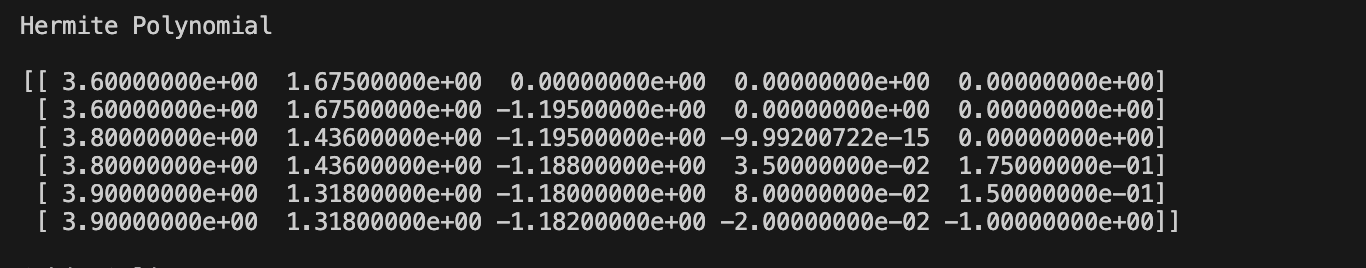 Hermite Polynomial
[[ 3.60000000e+00  1.67500000e+00  0.00000000e+00  0.00000000e+00  0.00000000e+00]
 [ 3.60000000e+00  1.67500000e+00 -1.19500000e+00  0.00000000e+00  0.00000000e+00]
 [ 3.80000000e+00  1.43600000e+00 -1.19500000e+00 -9.99200722e-15  0.00000000e+00]
 [ 3.80000000e+00  1.43600000e+00 -1.18800000e+00  3.50000000e-02  1.75000000e-01]
 [ 3.90000000e+00  1.31800000e+00 -1.18000000e+00  8.00000000e-02  1.50000000e-01]
 [ 3.90000000e+00  1.31800000e+00 -1.18200000e+00 -2.00000000e-02 -1.00000000e+00]]